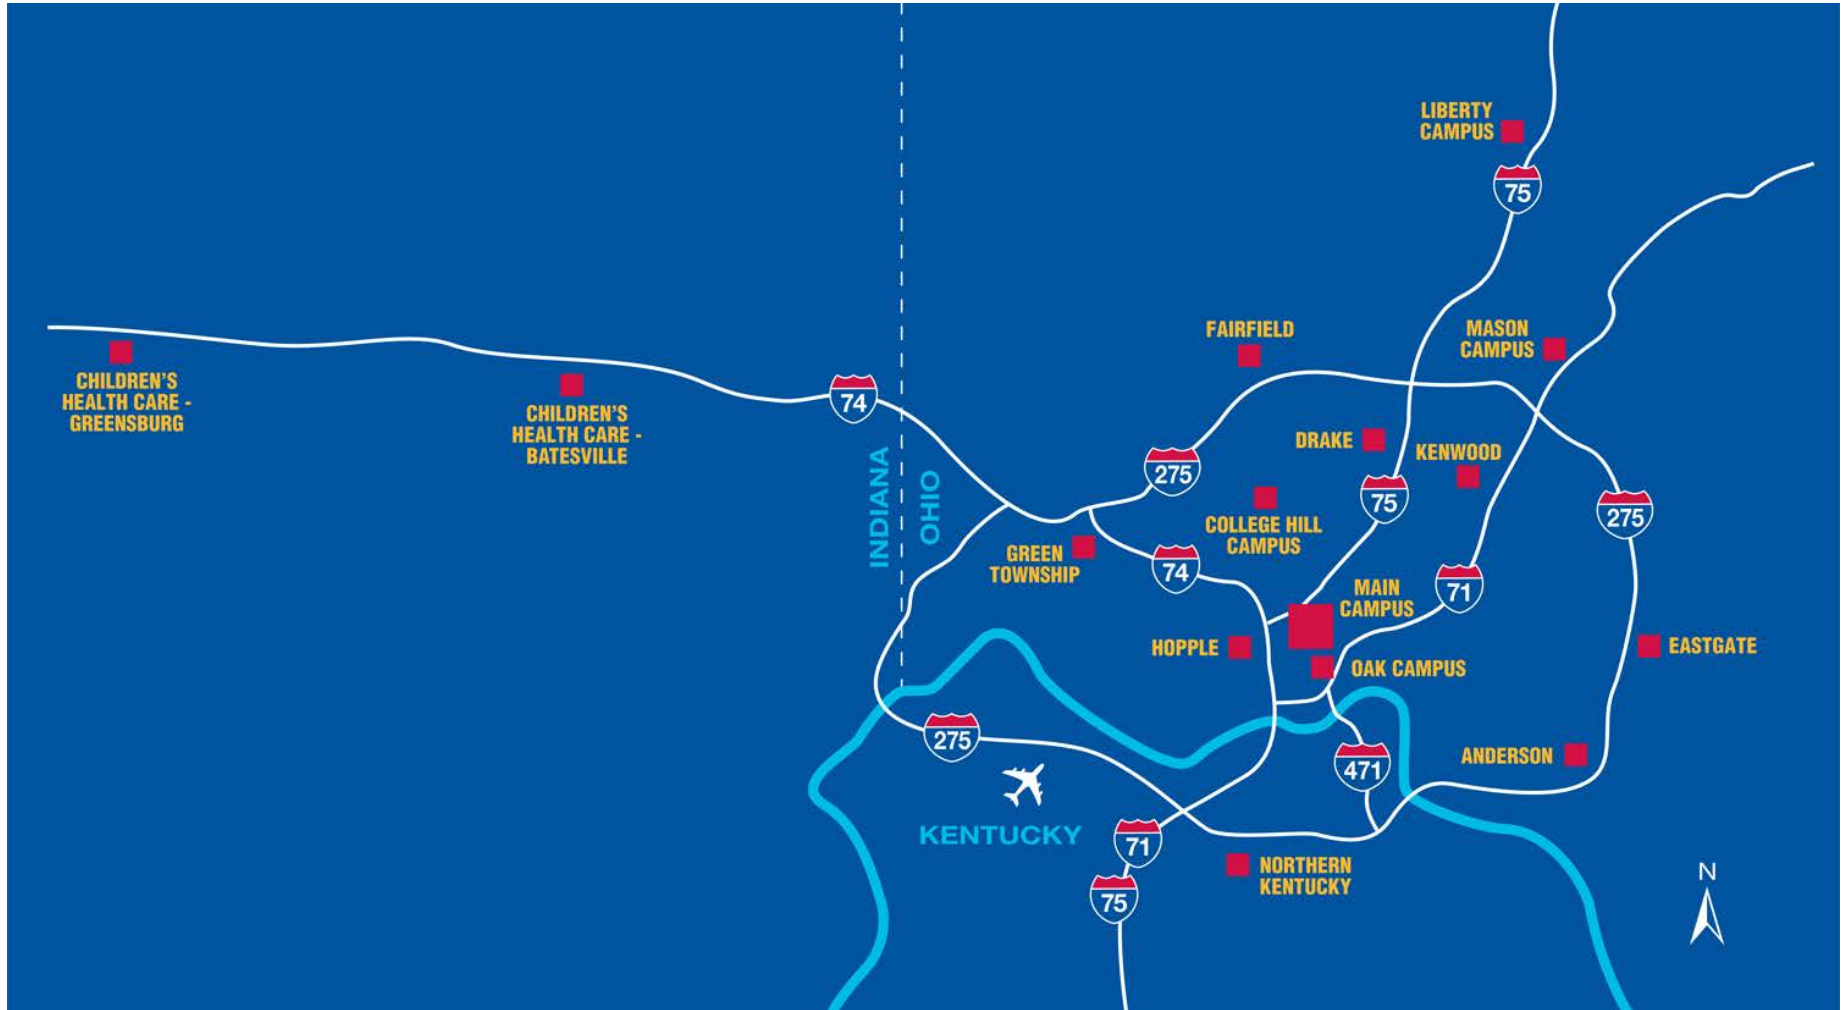 LIBERTY
CAMPUS
75
FAIRFIELD
MASON
CAMPUS
CHILDREN'S
HEALTH CARE -
GREENSBURG
CHILDREN'S
HEALTH CARE -
BATESVILLE
74
INDIANA
OHIO
275
DRAKE
KENWOOD
75
275
COLLEGE HILL
CAMPUS
GREEN
TOWNSHIP
74
71
MAIN
CAMPUS
HOPPLE
OAK CAMPUS
EASTGATE
275
471
ANDERSON
KENTUCKY
71
75
NORTHERN
KENTUCKY
N